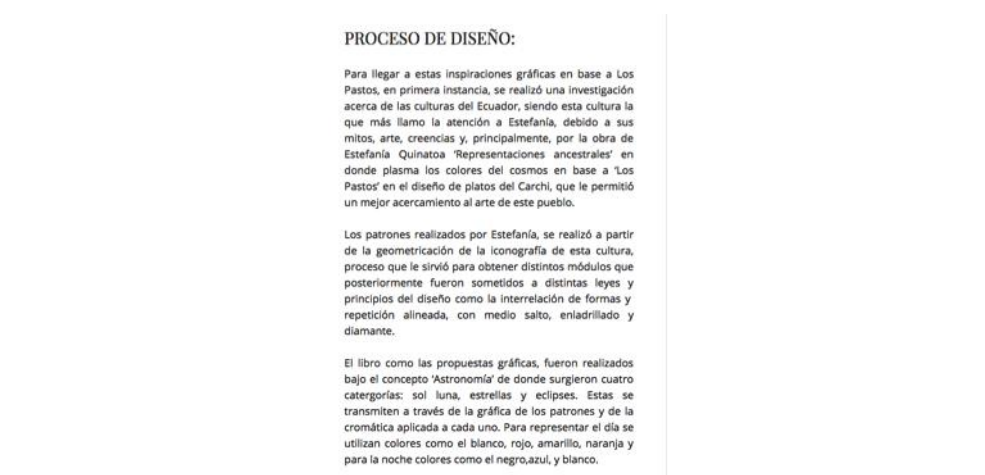 PROCESO DE DISEÑO:
Para llegar a estas inspiraciones gráficas en base a Los
Pastos, en primera instancia, se realizó una investigación
acerca de las culturas del Ecuador, siendo esta cultura la
que más llamo la atención a Estefanía, debido a sus
mitos, arte, creencias y, principalmente, por la obra de
Estefanía Quinatoa ‘Representaciones ancestrales’ en
donde plasma los colores del cosmos en base a ‘Los
Pastos’ en el diseño de platos del Carchi, que le permitió
un mejor acercamiento al arte de este pueblo.
Los patrones realizados por Estefanía, se realizó a partir
de la geometricación de la iconografía de esta cultura,
proceso que le sirvió para obtener distintos módulos que
posteriormente fueron sometidos a distintas leyes y
principios del diseño como la interrelación de formas y
repetición alineada, con medio salto, enladrillado y
diamante.
El libro como las propuestas gráficas, fueron realizados
bajo el concepto ‘Astronomía’ de donde surgieron cuatro
catergorías: sol luna, estrellas y eclipses. Estas se
transmiten a través de la gráfica de los patrones y de la
cromática aplicada a cada uno. Para representar el día se
utilizan colores como el blanco, rojo, amarillo, naranja y
para la noche colores como el negro,azul, y blanco.